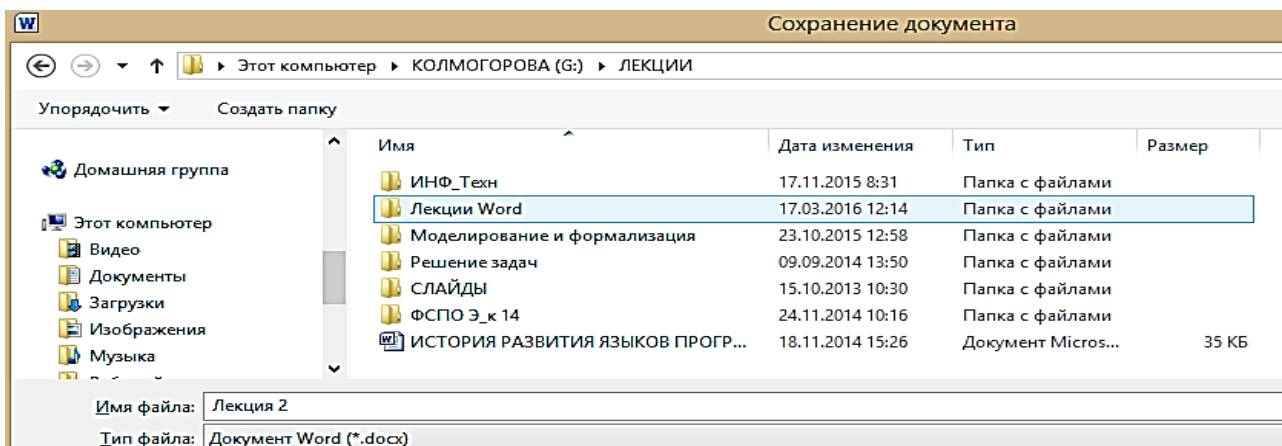 Сохранение документа
Этот компьютер ▸ КОЛМОГОРОВА (G:) ▸ ЛЕКЦИИ
Упорядочить Создать папку
Имя Дата изменения Тип Размер
Домашняя группа
ИНФ_Техн 17.11.2015 8:31 Папка с файлами
Лекции Word 17.03.2016 12:14 Папка с файлами
Этот компьютер
Моделирование и формализация 23.10.2015 12:58 Папка с файлами
Видео
Решение задач 09.09.2014 13:50 Папка с файлами
Документы
СЛАЙДЫ 15.10.2013 10:30 Папка с файлами
Загрузки
ФСПО Э_к 14 24.11.2014 10:16 Папка с файлами
Изображения
ИСТОРИЯ РАЗВИТИЯ ЯЗЫКОВ ПРОГР... 18.11.2014 15:26 Документ Micros... 35 КБ
Музыка
Имя файла: Лекция 2
Тип файла: Документ Word (*.docx)